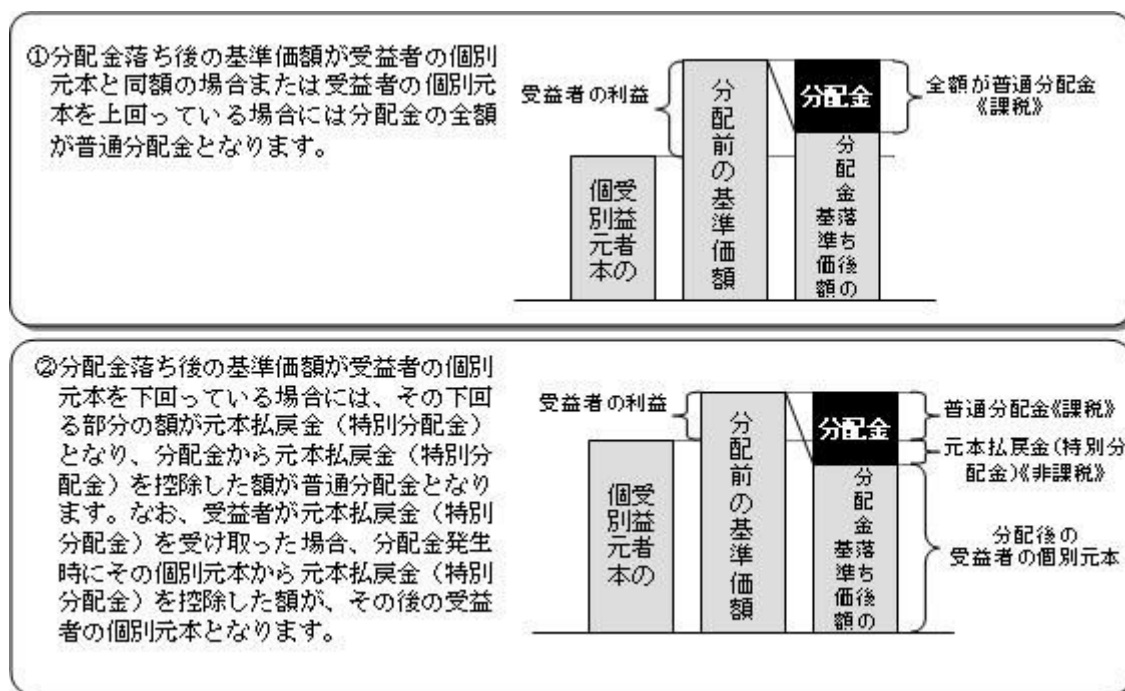 ①分配金落ち後の基準価額が受益者の個別
元本と同額の場合または受益者の個別元
本を上回っている場合には分配金の全額
が普通分配金となります。
受益者の利益
受益者の
個別元本
分配前の基準価額
分配金
分配金落ち後の
基準価額
全額が普通分配金
《課税》
②分配金落ち後の基準価額が受益者の個別
元本を下回っている場合には、その下回
る部分の額が元本払戻金（特別分配金）
となり、分配金から元本払戻金（特別分
配金）を控除した額が普通分配金となり
ます。なお、受益者が元本払戻金（特別
分配金）を受け取った場合、分配金発生
時にその個別元本から元本払戻金（特別
分配金）を控除した額が、その後の受益
者の個別元本となります。
受益者の利益
受益者の
個別元本
分配前の基準価額
分配金
分配金落ち後の
基準価額
普通分配金《課税》
元本払戻金(特別分
配金)《非課税》
分配後の
受益者の個別元本